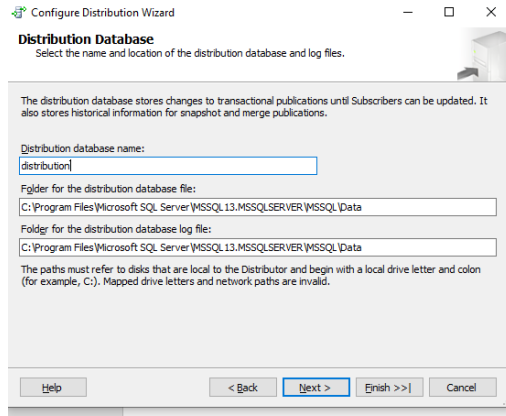 Configure Distribution Wizard
Distribution Database
Select the name and location of the distribution database and log files.
The distribution database stores changes to transactional publications until Subscribers can be updated. It
also stores historical information for snapshot and merge publications.
Distribution database name:
distribution
Folder for the distribution database file:
C:\Program Files\Microsoft SQL Server\MSSQL13.MSSQLSERVER\MSSQL\Data
Folder for the distribution database log file:
C:\Program Files\Microsoft SQL Server\MSSQL13.MSSQLSERVER\MSSQL\Data
The paths must refer to disks that are local to the Distributor and begin with a local drive letter and colon
(for example, C:). Mapped drive letters and network paths are invalid.
Help < Back Next > Finish >>| Cancel